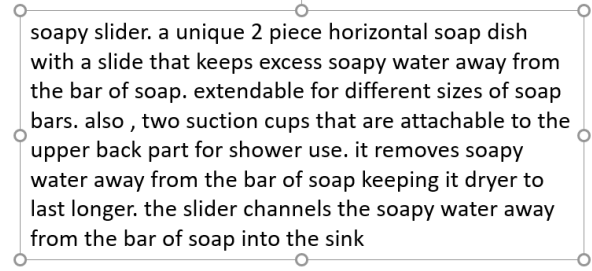 soapy slider. a unique 2 piece horizontal soap dish
with a slide that keeps excess soapy water away from
the bar of soap. extendable for different sizes of soap
bars. also , two suction cups that are attachable to the
upper back part for shower use. it removes soapy
water away from the bar of soap keeping it dryer to
last longer. the slider channels the soapy water away
from the bar of soap into the sink